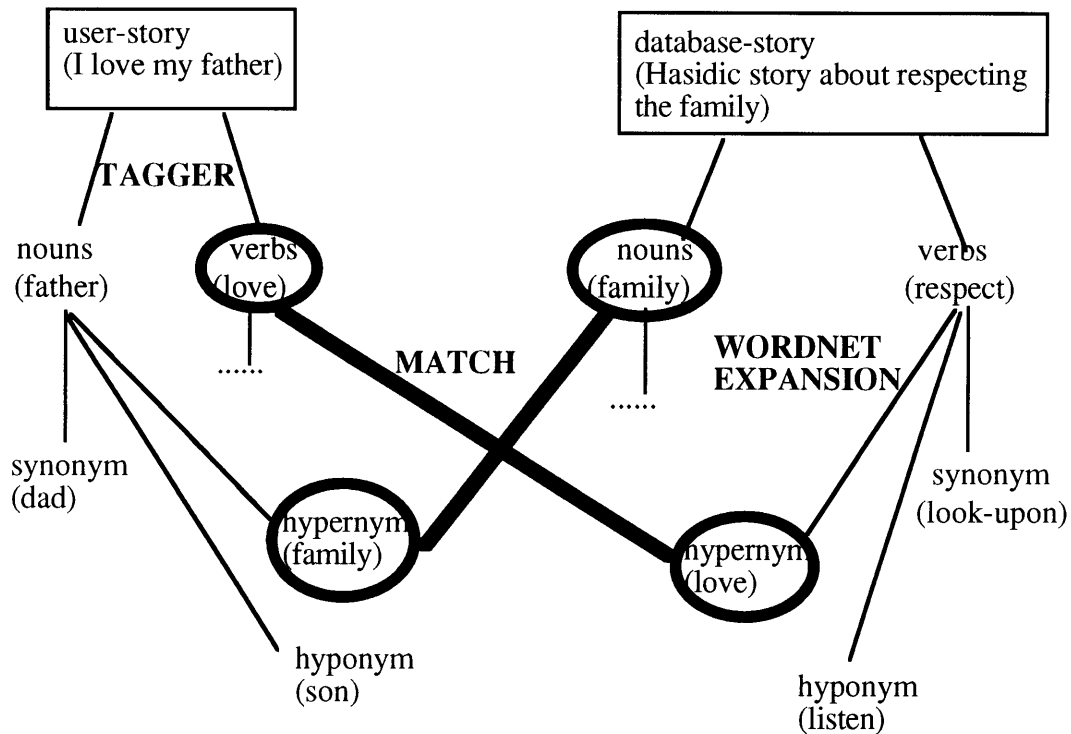 user-story
(I love my father)
database-story
(Hasidic story about respecting
the family)
TAGGER
nouns
(father)
verbs
(love)
nouns
(family)
verbs
(respect)
......
MATCH
WORDNET
EXPANSION
......
synonym
(dad)
hypernym
(family)
hypernym
(love)
synonym
(look-upon)
hyponym
(son)
hyponym
(listen)